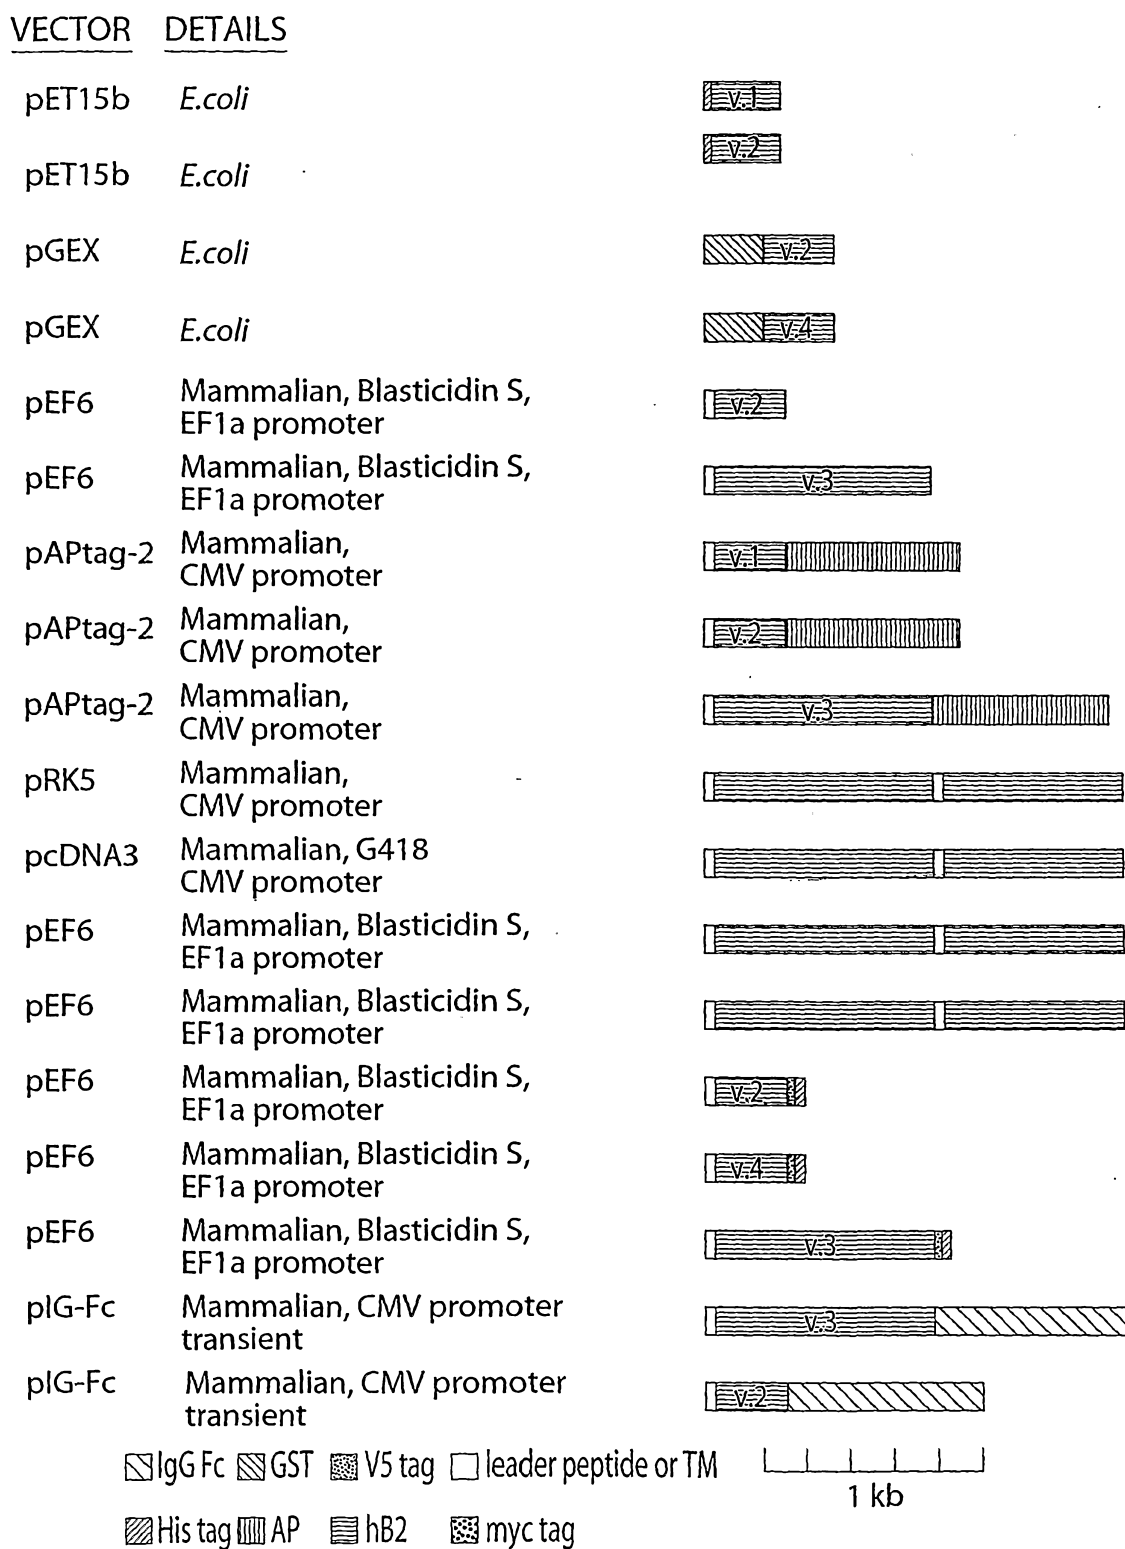 VECTOR DETAILS
pET15b E.coli v.1
pET15b E.coli v.2
pGEX E.coli v.2
pGEX E.coli v.4
pEF6 Mammalian, Blasticidin S,
EF1a promoter v.2
pEF6 Mammalian, Blasticidin S,
EF1a promoter v.3
pAPtag-2 Mammalian,
CMV promoter v.1
pAPtag-2 Mammalian,
CMV promoter v.2
pAPtag-2 Mammalian,
CMV promoter v.3
pRK5 Mammalian,
CMV promoter
pcDNA3 Mammalian, G418
CMV promoter
pEF6 Mammalian, Blasticidin S,
EF1a promoter
pEF6 Mammalian, Blasticidin S,
EF1a promoter
pEF6 Mammalian, Blasticidin S,
EF1a promoter v.2
pEF6 Mammalian, Blasticidin S,
EF1a promoter v.4
pEF6 Mammalian, Blasticidin S,
EF1a promoter v.3
pIG-Fc Mammalian, CMV promoter
transient v.3
pIG-Fc Mammalian, CMV promoter
transient v.2
IgG Fc GST V5 tag leader peptide or TM
1 kb
His tag AP hB2 myc tag